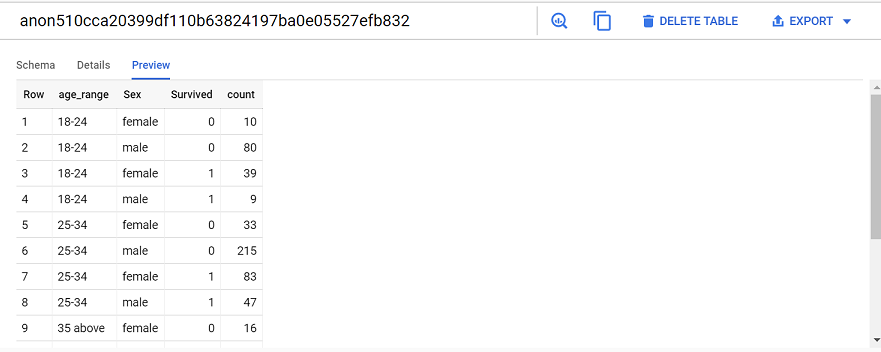 anon510cca20399df110b63824197ba0e05527efb832 DELETE TABLE EXPORT
Schema Details Preview
Row age_range Sex Survived count
1 18-24 female 0 10
2 18-24 male 0 80
3 18-24 female 1 39
4 18-24 male 1 9
5 25-34 female 0 33
6 25-34 male 0 215
7 25-34 female 1 83
8 25-34 male 1 47
9 35 above female 0 16